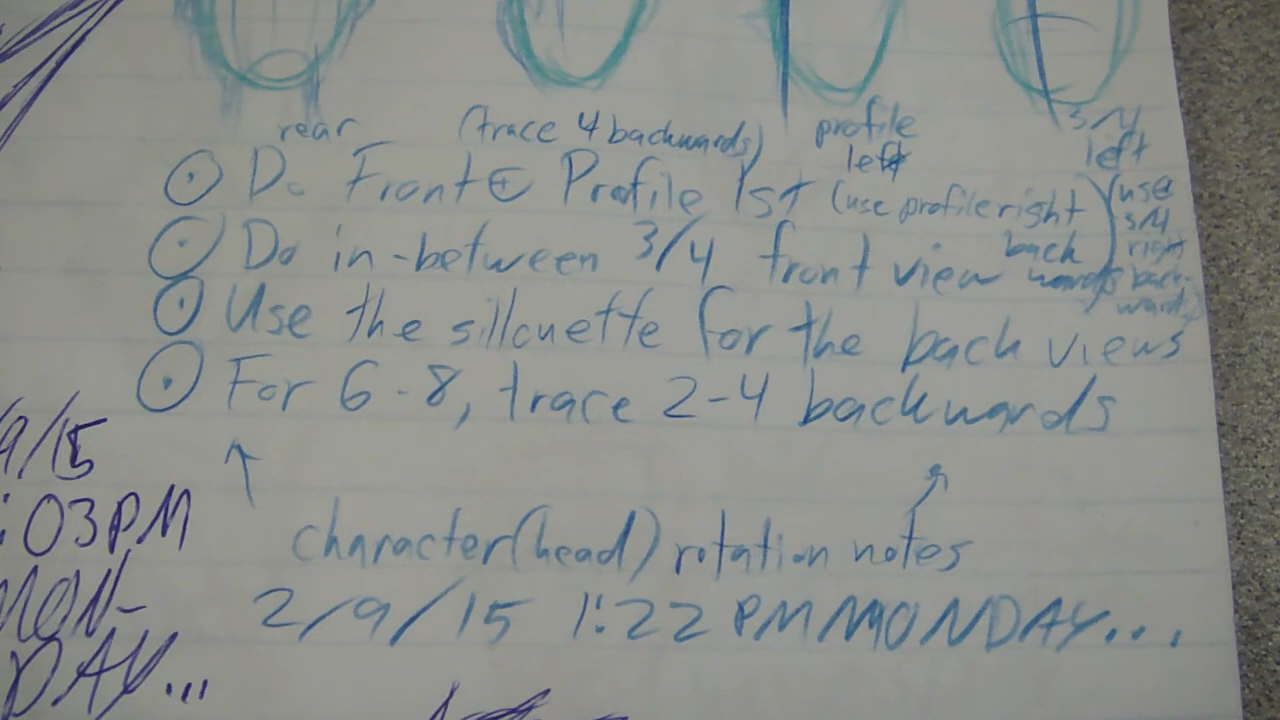 rear (trace 4 backwards) profile left 3/4 left
Do Front & Profile 1st (use profile right backwards) (use 3/4 right backwards)
Do in-between 3/4 front view
Use the sillouette for the back views
For 6-8, trace 2-4 backwards
character (head) rotation notes
2/9/15 1:22 PM MONDAY...
9/15
:03PM
MON-
DAY...